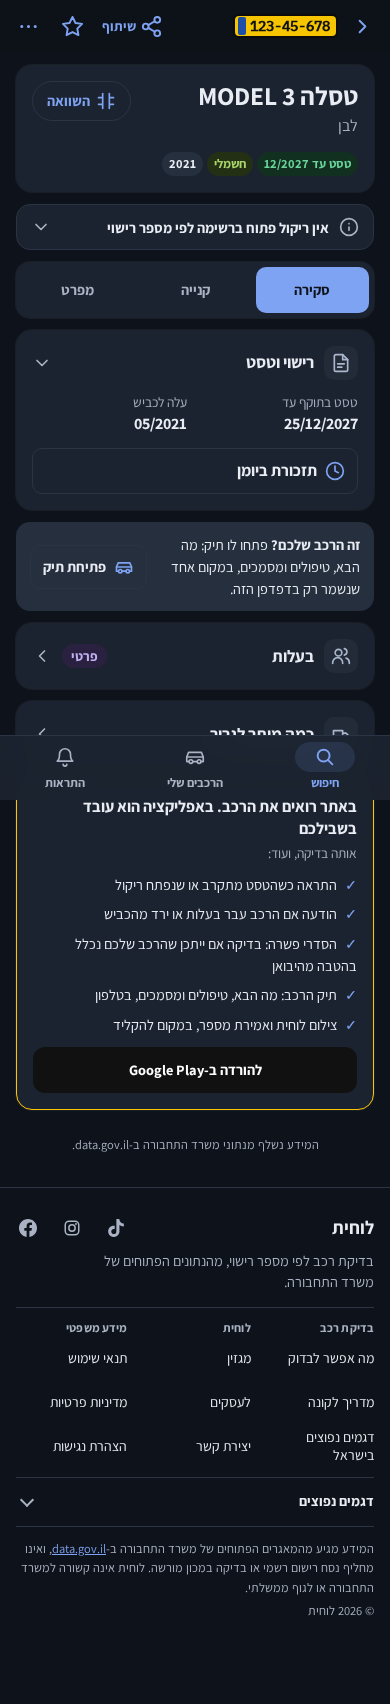 123-45-678
שיתוף
טסלה MODEL 3
השוואה
לבן
טסט עד 12/2027
חשמלי
2021
אין ריקול פתוח ברשימה לפי מספר רישוי
סקירה
קנייה
מפרט
רישוי וטסט
טסט בתוקף עד
עלה לכביש
25/12/2027
05/2021
תזכורת ביומן
זה הרכב שלכם? פתחו לו תיק: מה
הבא, טיפולים ומסמכים, במקום אחד
שנשמר רק בדפדפן הזה.
פתיחת תיק
בעלות
פרטי
חיפוש
הרכבים שלי
התראות
באתר רואים את הרכב. באפליקציה הוא עובד
בשבילכם
אותה בדיקה, ועוד:
✓ התראה כשהטסט מתקרב או שנפתח ריקול
✓ הודעה אם הרכב עבר בעלות או ירד מהכביש
✓ הסדרי פשרה: בדיקה אם ייתכן שהרכב שלכם נכלל
בהטבה מהיבואן
✓ תיק הרכב: מה הבא, טיפולים ומסמכים, בטלפון
✓ צילום לוחית ואמירת מספר, במקום להקליד
להורדה ב-Google Play
המידע נשלף מנתוני משרד התחבורה ב-data.gov.il.
לוחית
בדיקת רכב לפי מספר רישוי, מהנתונים הפתוחים של
משרד התחבורה.
בדיקת רכב
לוחית
מידע משפטי
מה אפשר לבדוק
מגזין
תנאי שימוש
מדריך לקונה
לעסקים
מדיניות פרטיות
דגמים נפוצים
בישראל
יצירת קשר
הצהרת נגישות
דגמים נפוצים
המידע מגיע מהמאגרים הפתוחים של משרד התחבורה ב-data.gov.il, ואינו
מחליף נסח רישום רשמי או בדיקה במכון מורשה. לוחית אינה קשורה למשרד
התחבורה או לגוף ממשלתי.
© 2026 לוחית